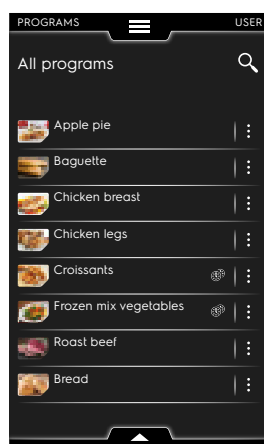 PROGRAMS USER
All programs
Apple pie
Baguette
Chicken breast
Chicken legs
Croissants
Frozen mix vegetables
Roast beef
Bread